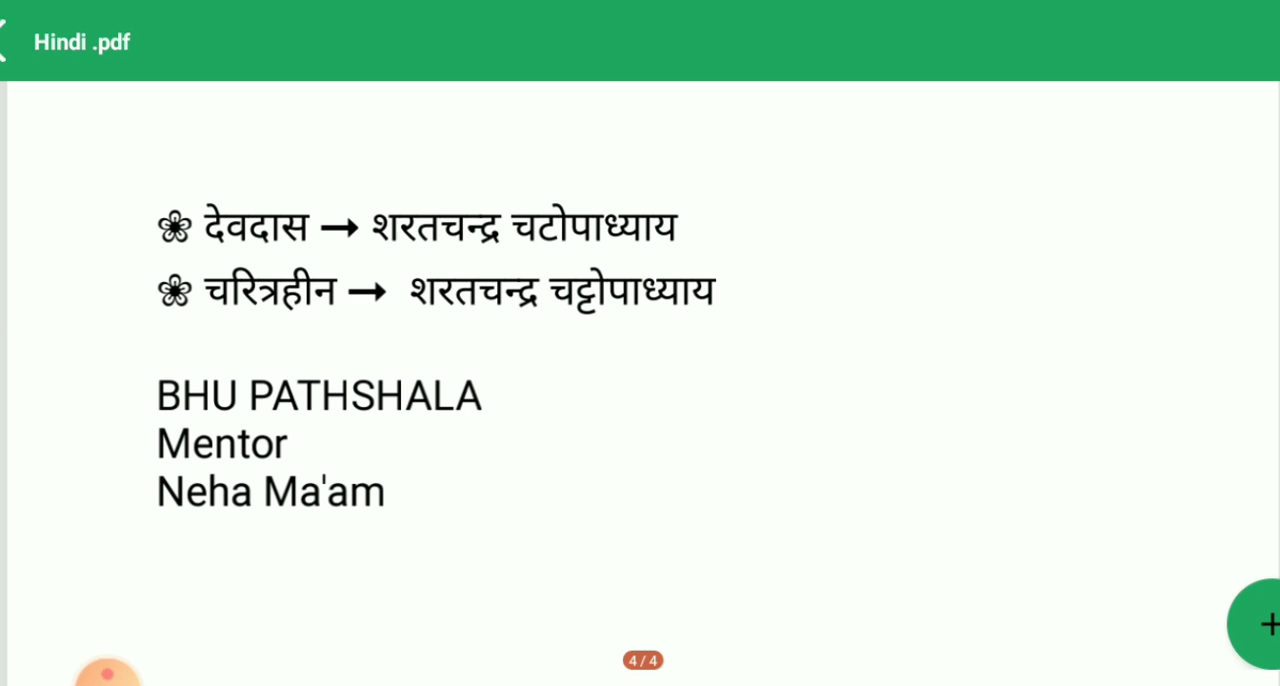 Hindi .pdf
❀ देवदास → शरतचन्द्र चटोपाध्याय
❀ चरित्रहीन → शरतचन्द्र चट्टोपाध्याय
BHU PATHSHALA
Mentor
Neha Ma'am
+
4 / 4